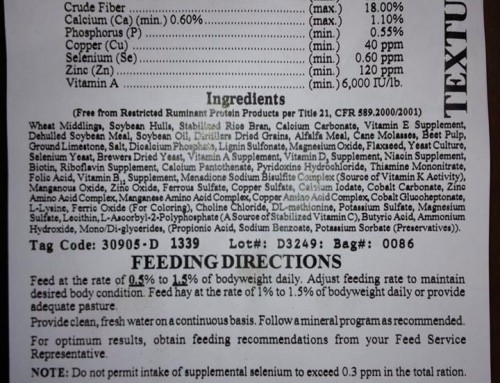 Crude Fiber (max.) 18.00%
Calcium (Ca) (min.) 0.60% (max.) 1.10%
Phosphorus (P) (min.) 0.55%
Copper (Cu) (min.) 40 ppm
Selenium (Se) (min.) 0.60 ppm
Zinc (Zn) (min.) 120 ppm
Vitamin A (min.) 6,000 IU/lb.
TEXTU
Ingredients
(Free from Restricted Ruminant Protein Products per Title 21, CFR 589.2000/2001)
Wheat Middlings, Soybean Hulls, Stabilized Rice Bran, Calcium Carbonate, Vitamin E Supplement,
Dehulled Soybean Meal, Soybean Oil, Distillers Dried Grains, Alfalfa Meal, Cane Molasses, Beet Pulp,
Ground Limestone, Salt, Dicalcium Phosphate, Lignin Sulfonate, Magnesium Oxide, Flaxseed, Yeast Culture,
Selenium Yeast, Brewers Dried Yeast, Vitamin A Supplement, Vitamin D3 Supplement, Niacin Supplement,
Biotin, Riboflavin Supplement, Calcium Pantothenate, Pyridoxine Hydrochloride, Thiamine Mononitrate,
Folic Acid, Vitamin B12 Supplement, Menadione Sodium Bisulfite Complex (Source of Vitamin K Activity),
Manganous Oxide, Zinc Oxide, Ferrous Sulfate, Copper Sulfate, Calcium Iodate, Cobalt Carbonate, Zinc
Amino Acid Complex, Manganese Amino Acid Complex, Copper Amino Acid Complex, Cobalt Glucoheptonate,
L-Lysine, Ferric Oxide (For Coloring), Choline Chloride, DL-methionine, Potassium Sulfate, Magnesium
Sulfate, Lecithin, L-Ascorbyl-2-Polyphosphate (A Source of Stabilized Vitamin C), Butyric Acid, Ammonium
Hydroxide, Mono/Di-glycerides, (Propionic Acid, Sodium Benzoate, Potassium Sorbate (Preservatives)).
Tag Code: 30905-D 1339 Lot#: D3249: Bag#: 0086
FEEDING DIRECTIONS
Feed at the rate of 0.5% to 1.5% of bodyweight daily. Adjust feeding rate to maintain
desired body condition. Feed hay at the rate of 1% to 1.5% of bodyweight daily or provide
adequate pasture.
Provide clean, fresh water on a continuous basis. Follow a mineral program as recommended.
For optimum results, obtain feeding recommendations from your Feed Service
Representative.
NOTE: Do not permit intake of supplemental selenium to exceed 0.3 ppm in the total ration.